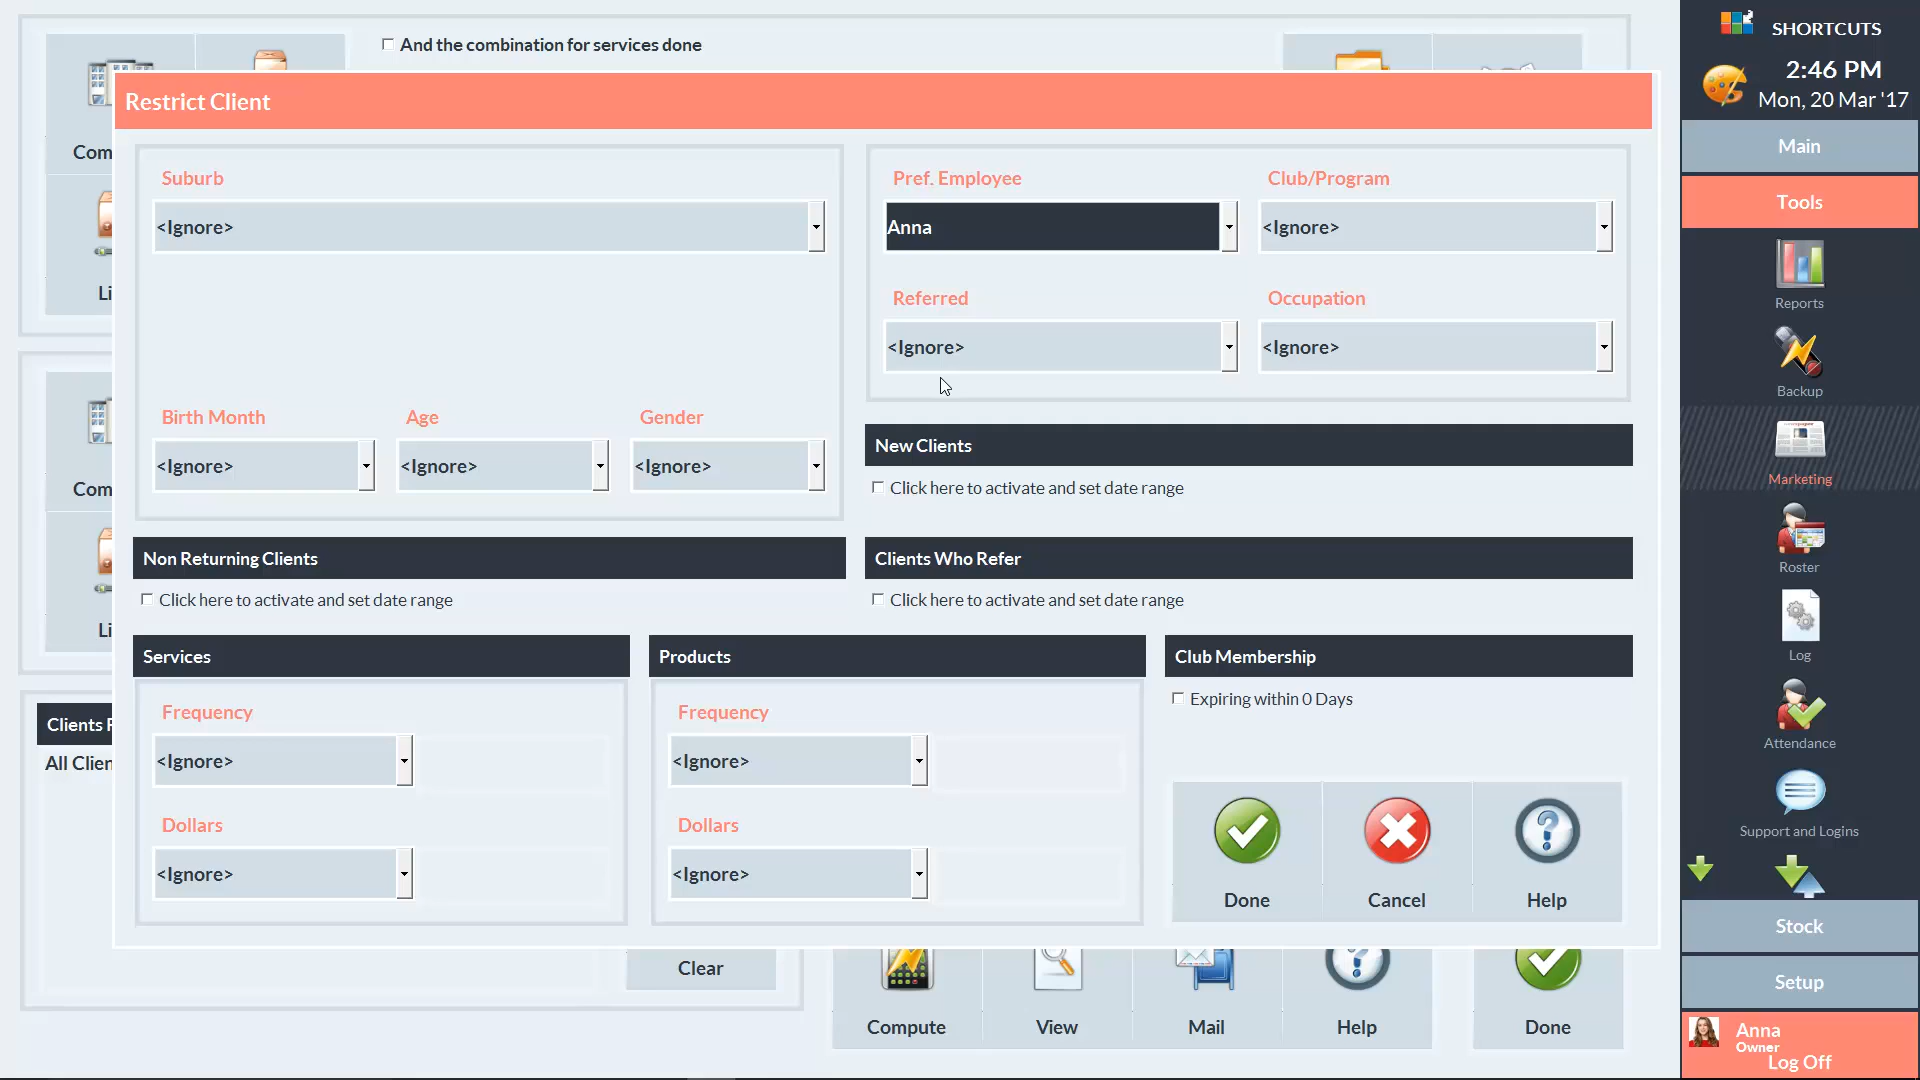 And the combination for services done
SHORTCUTS
2:46 PM
Mon, 20 Mar '17
Restrict Client
Suburb
<Ignore>
Birth Month
Age
Gender
<Ignore>
<Ignore>
<Ignore>
Pref. Employee
Club/Program
Anna
<Ignore>
Referred
Occupation
<Ignore>
<Ignore>
New Clients
Click here to activate and set date range
Non Returning Clients
Click here to activate and set date range
Clients Who Refer
Click here to activate and set date range
Services
Frequency
<Ignore>
Dollars
<Ignore>
Products
Frequency
<Ignore>
Dollars
<Ignore>
Club Membership
Expiring within 0 Days
Done
Cancel
Help
Com
Li
Com
Li
Clients
All Clien
Clear
Compute
View
Mail
Help
Done
Main
Tools
Reports
Backup
Marketing
Roster
Log
Attendance
Support and Logins
Stock
Setup
Anna
Owner
Log Off